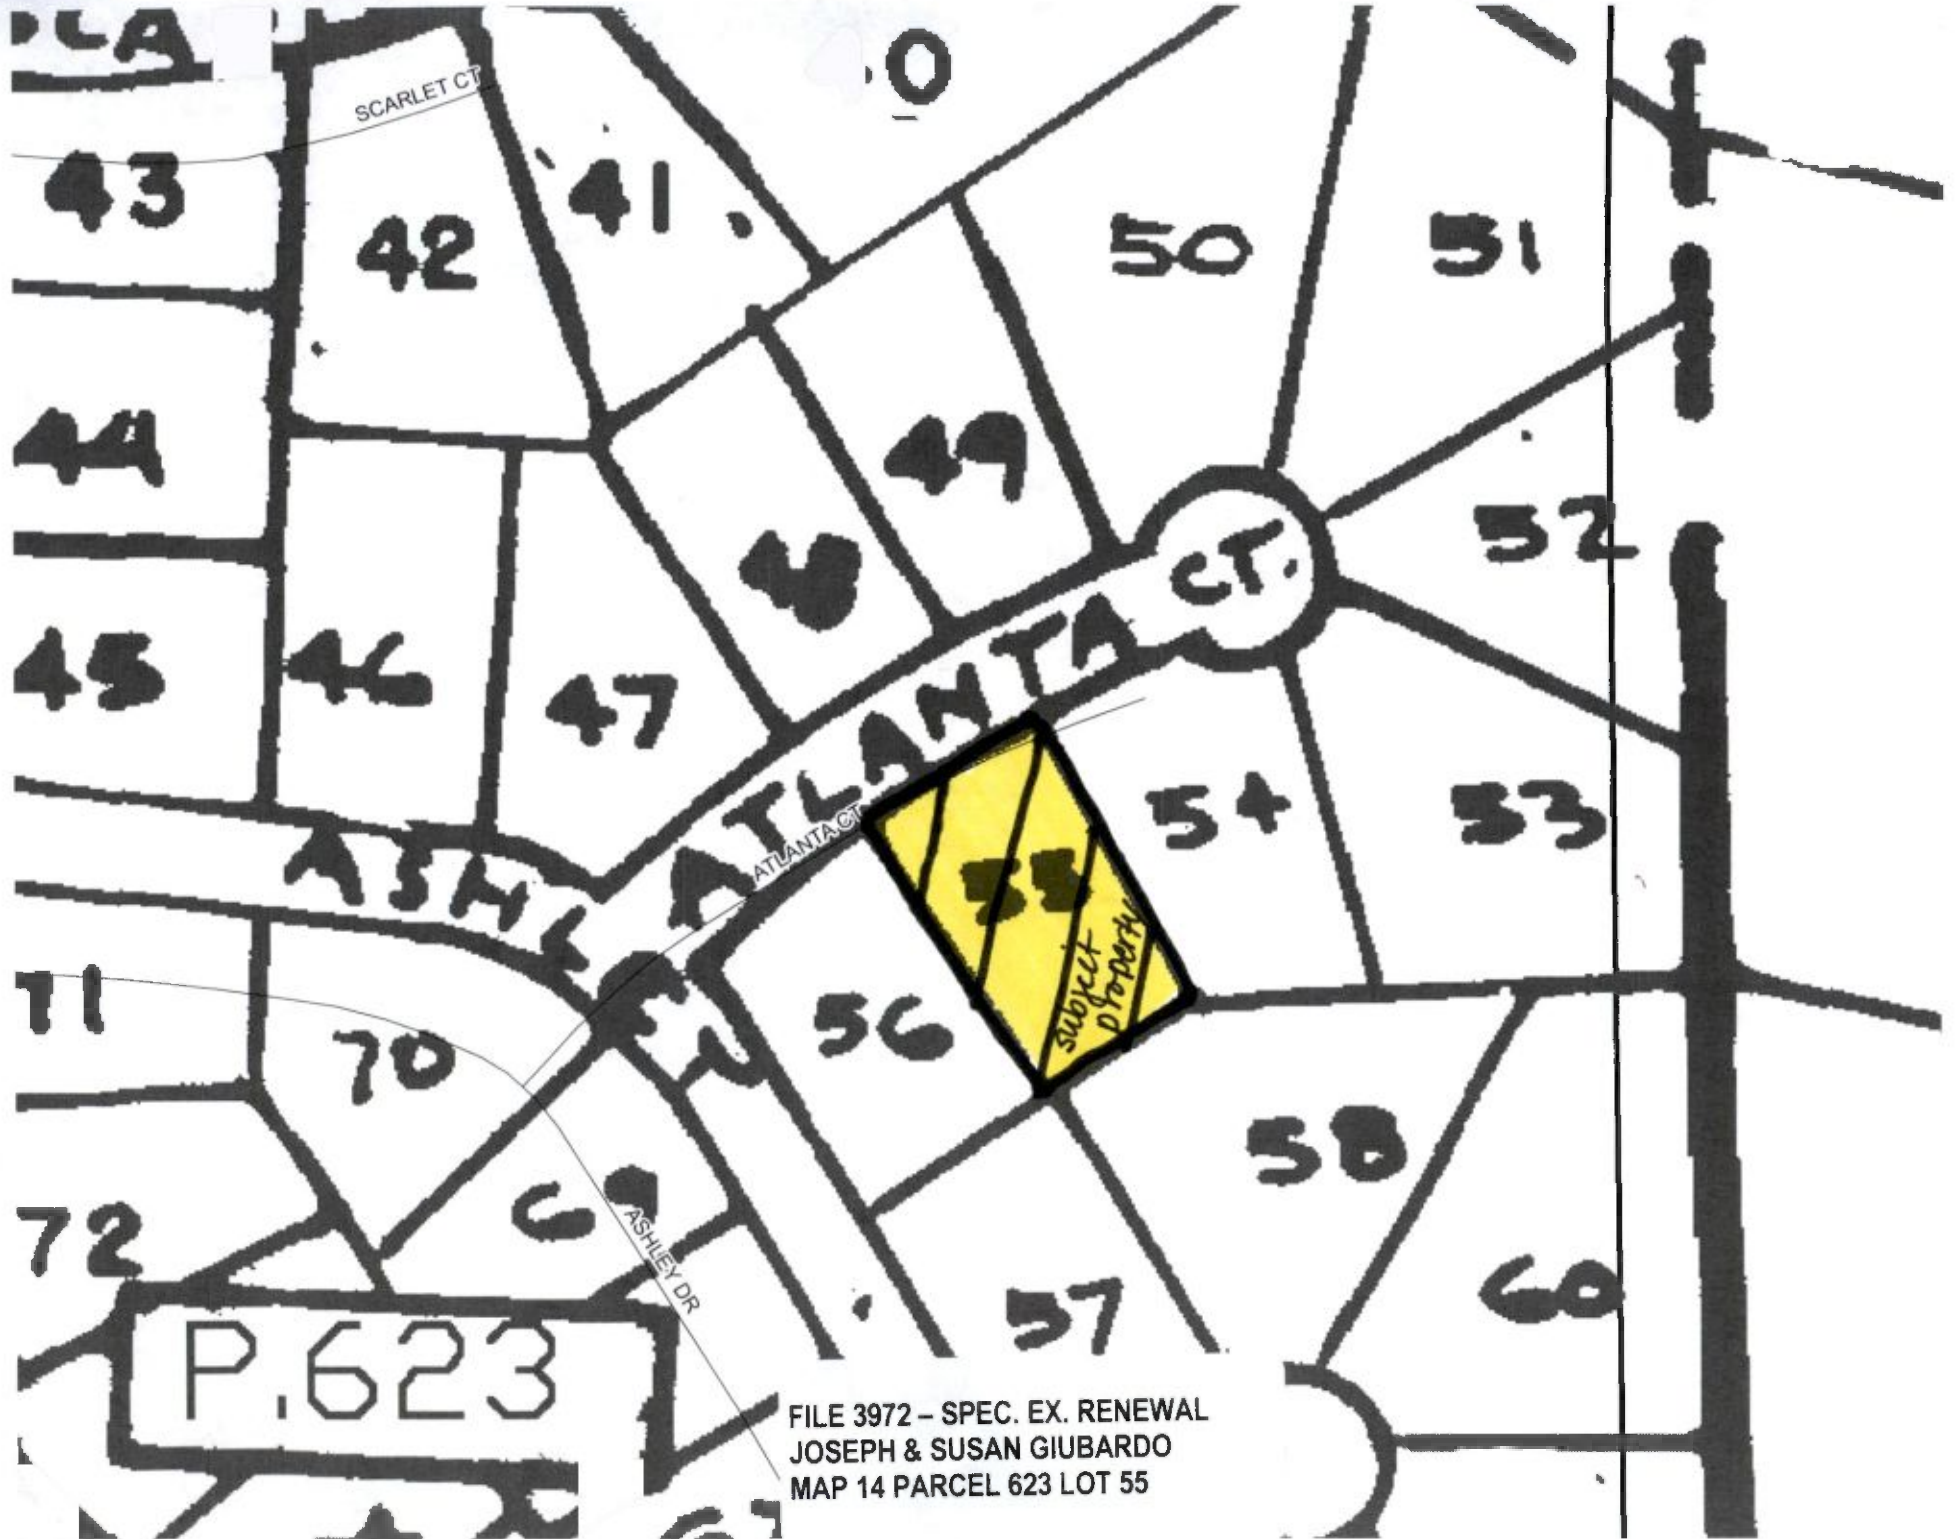 SCARLET CT
43
42
41
50
51
44
49
52
48
45
46
47
ATLANTA CT.
54
53
ATLANTA CT
55
subject
property
ASHLEY
71
70
56
58
72
69
ASHLEY DR
60
57
P.623
FILE 3972 – SPEC. EX. RENEWAL
JOSEPH & SUSAN GIUBARDO
MAP 14 PARCEL 623 LOT 55